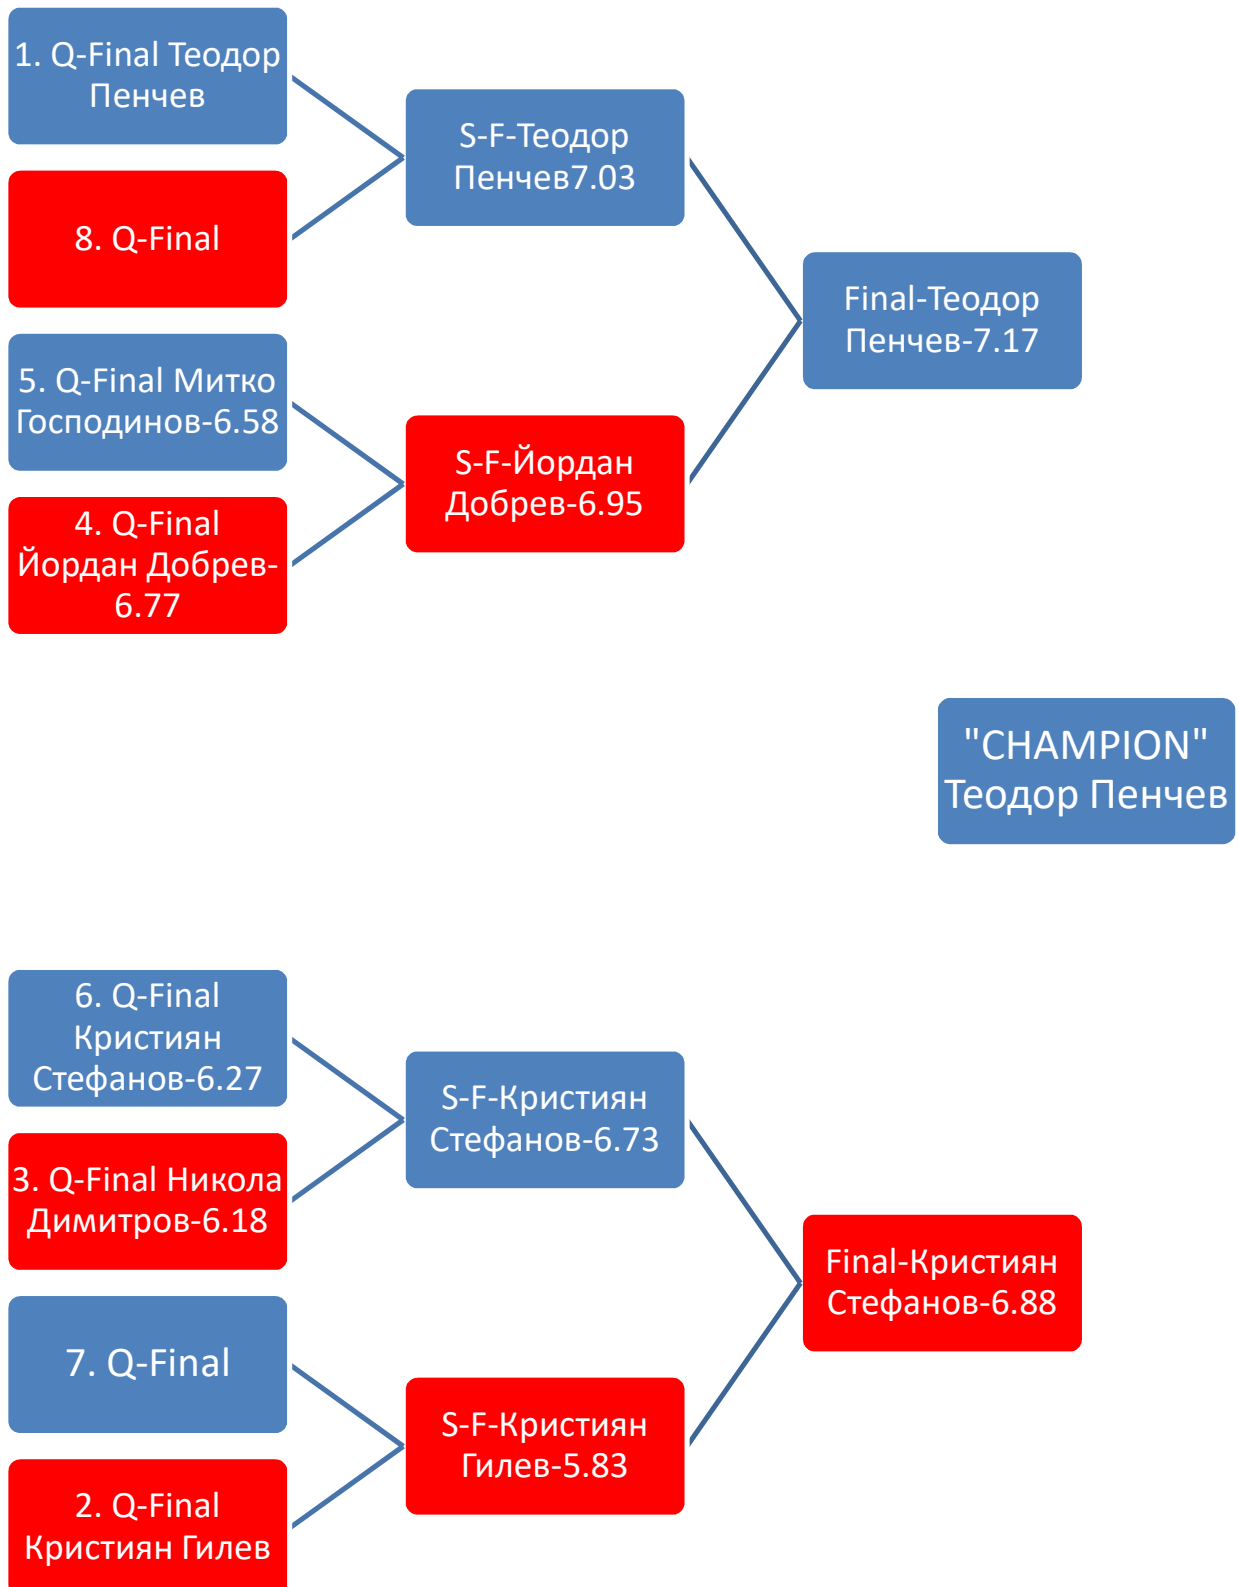 1. Q-Final Теодор
Пенчев
8. Q-Final
5. Q-Final Митко
Господинов-6.58
4. Q-Final
Йордан Добрев-
6.77
S-F-Теодор
Пенчев7.03
S-F-Йордан
Добрев-6.95
Final-Теодор
Пенчев-7.17
"CHAMPION"
Теодор Пенчев
6. Q-Final
Кристиян
Стефанов-6.27
3. Q-Final Никола
Димитров-6.18
7. Q-Final
2. Q-Final
Кристиян Гилев
S-F-Кристиян
Стефанов-6.73
S-F-Кристиян
Гилев-5.83
Final-Кристиян
Стефанов-6.88